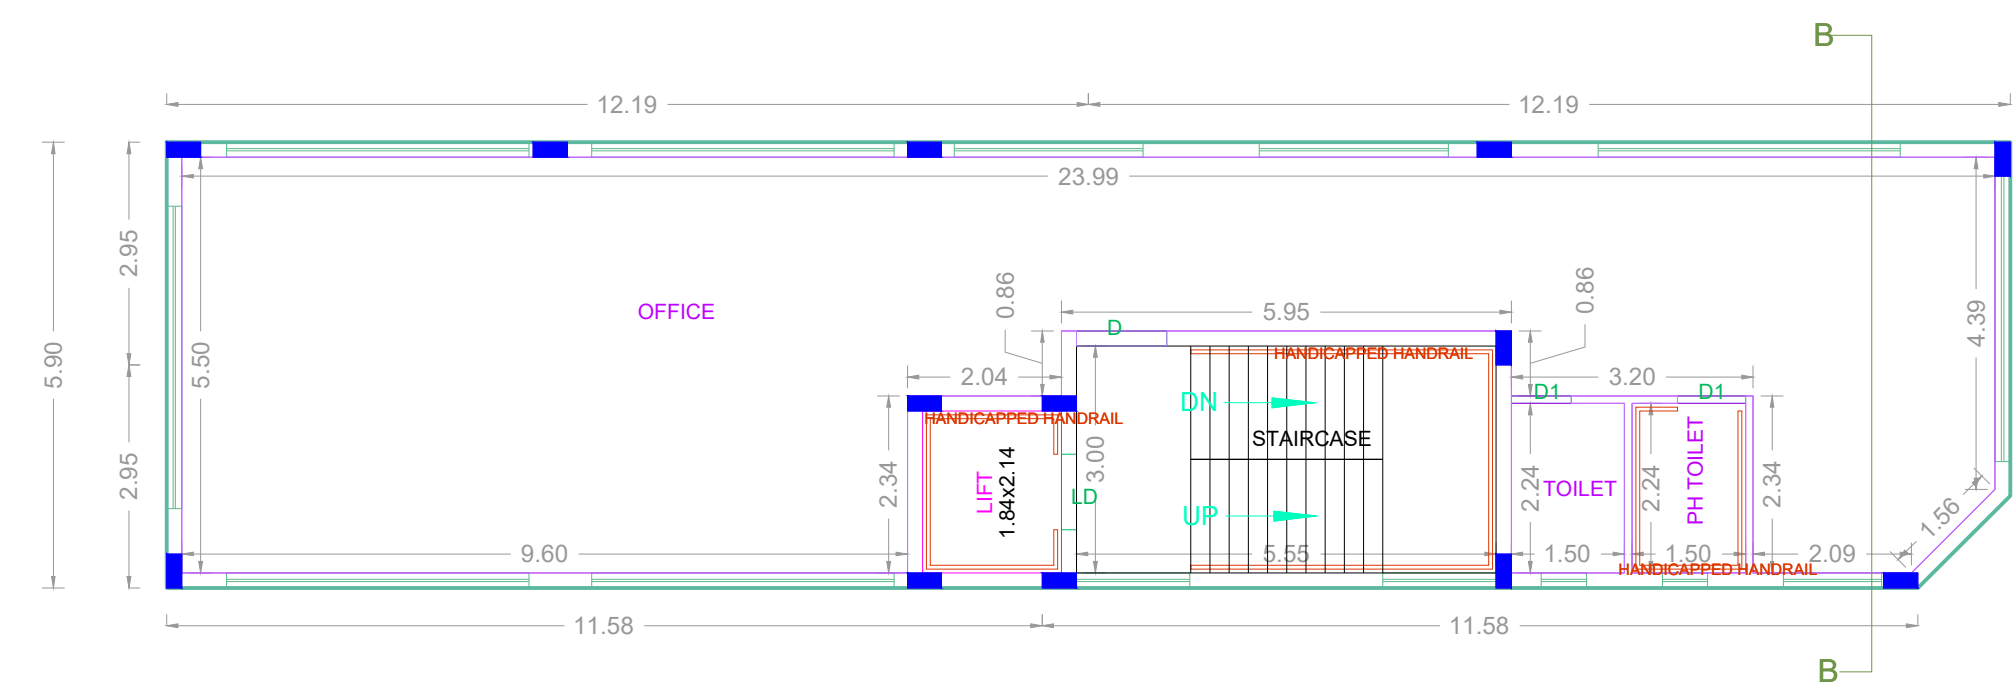 B
12.19
12.19
23.99
5.90
2.95
2.95
5.50
OFFICE
0.86
5.95
0.86
4.39
D
HANDICAPPED HANDRAIL
2.04
3.20
D1
D1
DN
HANDICAPPED HANDRAIL
STAIRCASE
3.00
2.34
LIFT
1.84x2.14
LD
UP
2.24
TOILET
2.24
PH TOILET
2.34
1.56
9.60
5.55
1.50
1.50
2.09
HANDICAPPED HANDRAIL
11.58
11.58
B